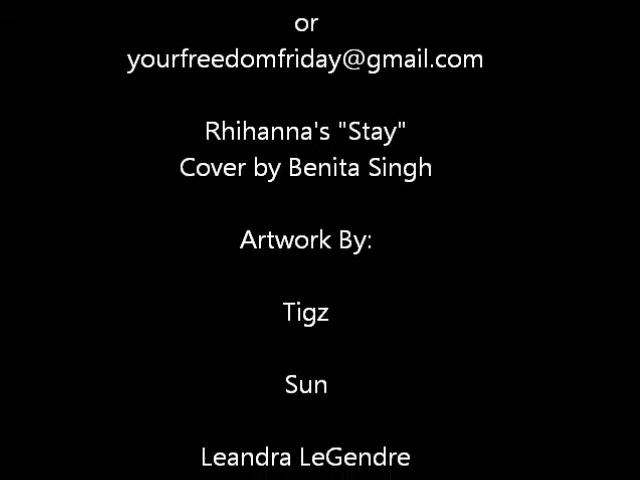 or
yourfreedomfriday@gmail.com
Rhihanna's "Stay"
Cover by Benita Singh
Artwork By:
Tigz
Sun
Leandra LeGendre